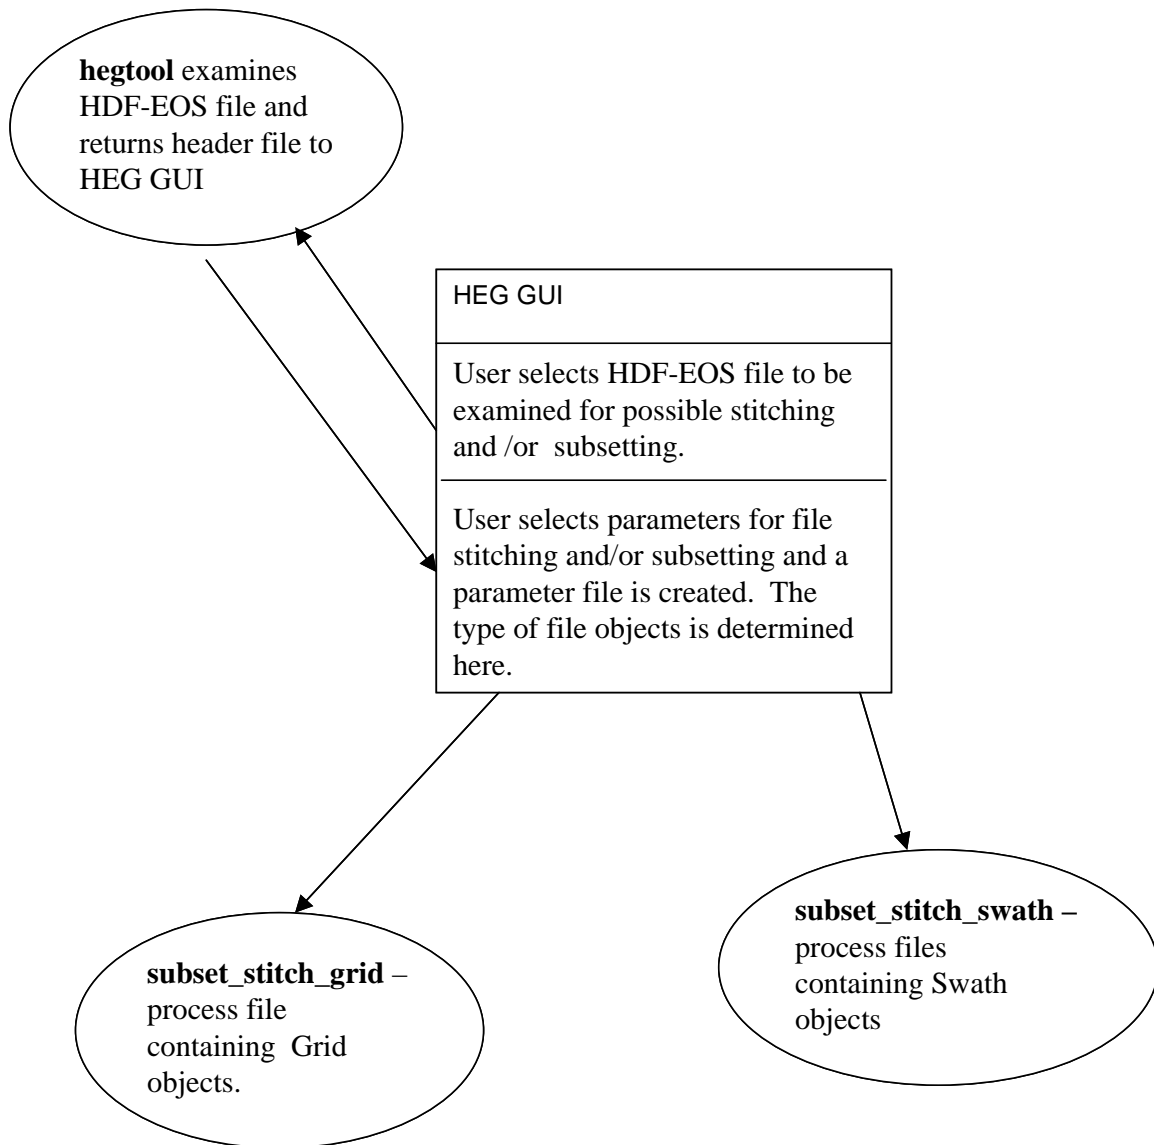 hegtool examines
HDF-EOS file and
returns header file to
HEG GUI
HEG GUI
User selects HDF-EOS file to be
examined for possible stitching
and /or  subsetting.
User selects parameters for file
stitching and/or subsetting and a
parameter file is created.  The
type of file objects is determined
here.
subset_stitch_swath –
process files
containing Swath
objects
subset_stitch_grid –
process file
containing  Grid
objects.